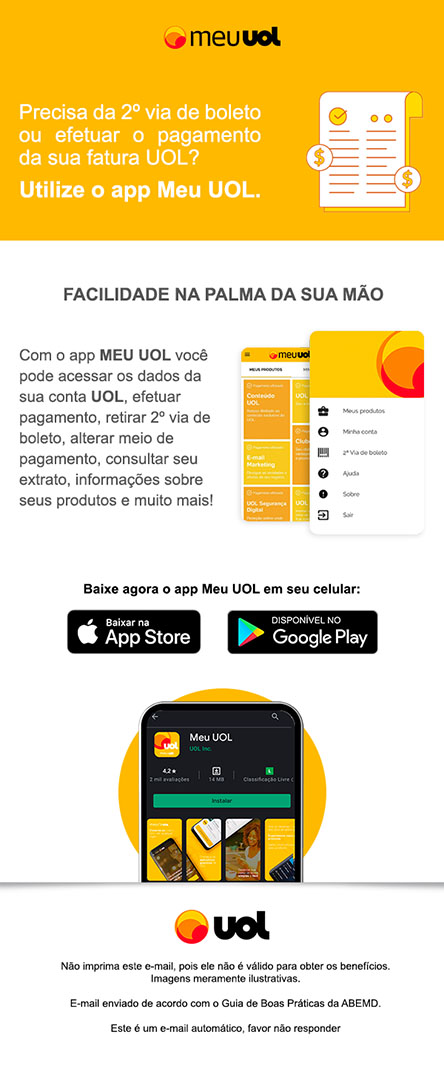 meuuol
Precisa da 2º via de boleto
ou efetuar o pagamento
da sua fatura UOL?
Utilize o app Meu UOL.
FACILIDADE NA PALMA DA SUA MÃO
Com o app MEU UOL você
pode acessar os dados da
sua conta UOL, efetuar
pagamento, retirar 2º via de
boleto, alterar meio de
pagamento, consultar seu
extrato, informações sobre
seus produtos e muito mais!
meuuol
MEUS PRODUTOS
Conteúdo
UOL
E-mail
Marketing
UOL Segurança
Digital
Meus produtos
Minha conta
2ª Via de boleto
Ajuda
Sobre
Sair
Baixe agora o app Meu UOL em seu celular:
Baixar na
App Store
DISPONÍVEL NO
Google Play
Meu UOL
UOL Inc.
4,2 ★
2 mil avaliações
14 MB
L
Classificação Livre
Instalar
uol
Não imprima este e-mail, pois ele não é válido para obter os benefícios.
Imagens meramente ilustrativas.
E-mail enviado de acordo com o Guia de Boas Práticas da ABEMD.
Este é um e-mail automático, favor não responder